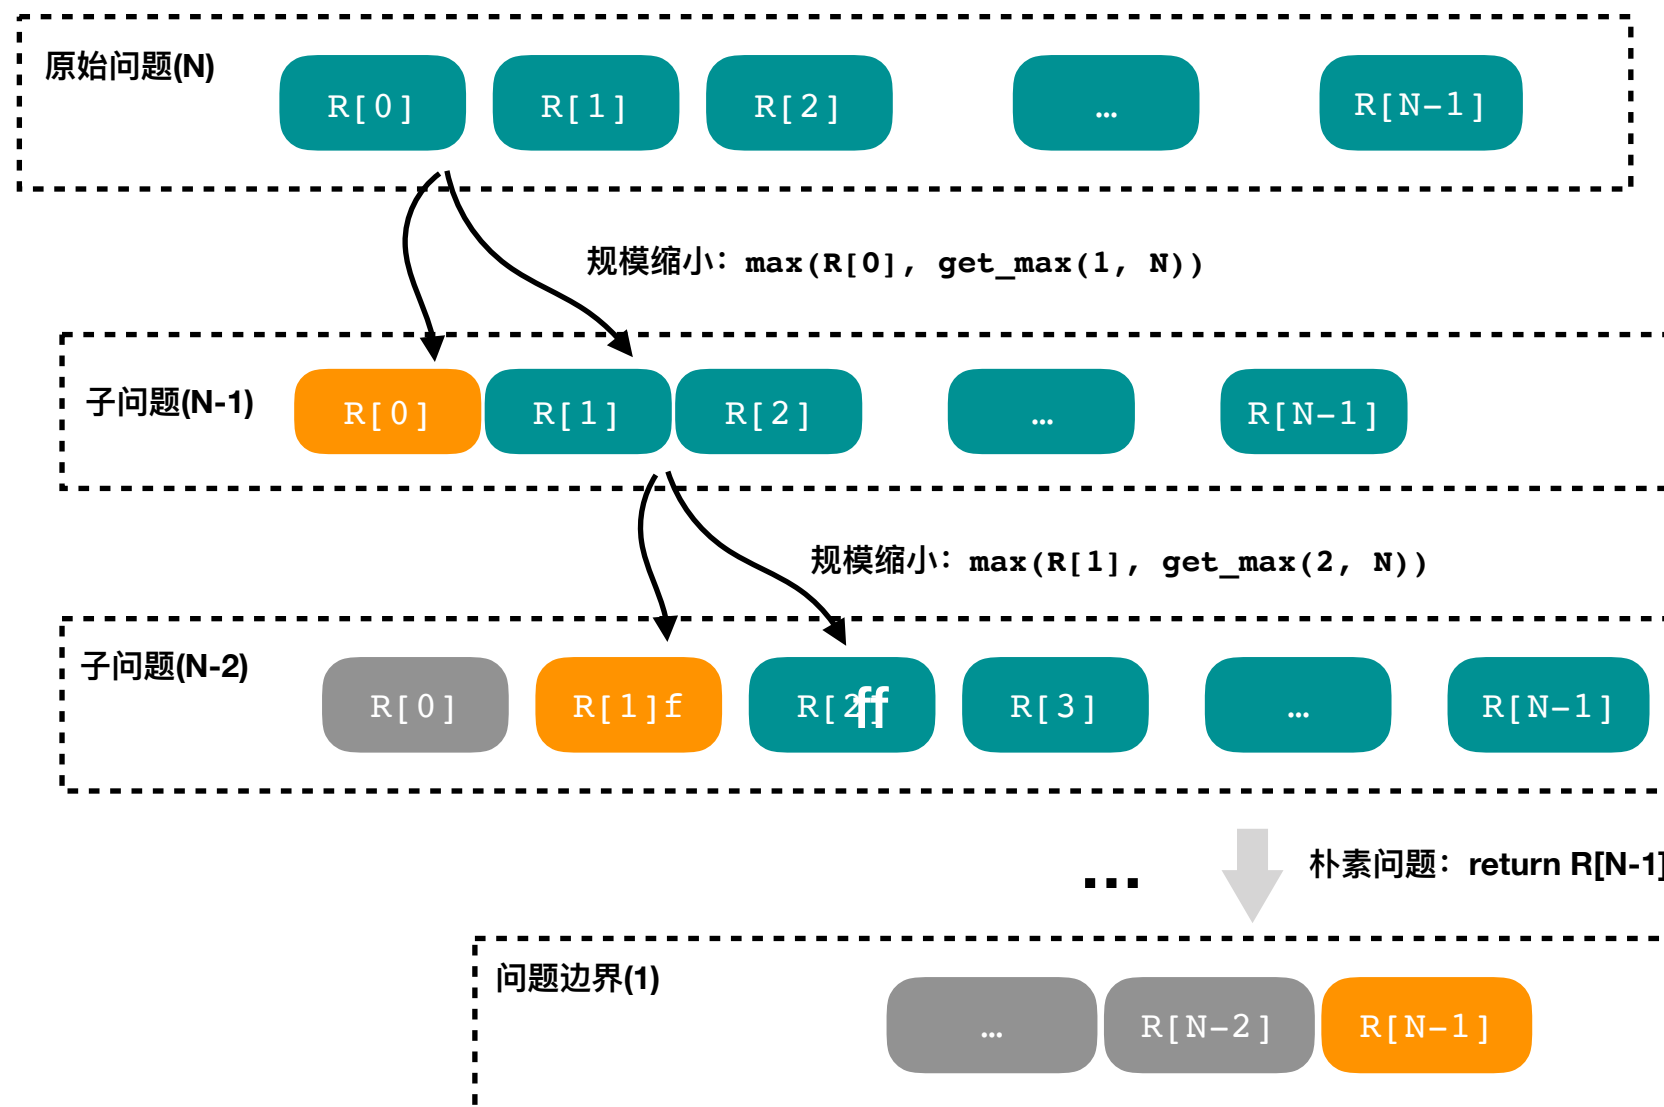 原始问题(N)
R[0] R[1] R[2] … R[N-1]
规模缩小：max(R[0], get_max(1, N))
子问题(N-1)
R[0] R[1] R[2] … R[N-1]
规模缩小：max(R[1], get_max(2, N))
子问题(N-2)
R[0] R[1]f R[2]ff R[3] … R[N-1]
... 朴素问题：return R[N-1]
问题边界(1)
… R[N-2] R[N-1]